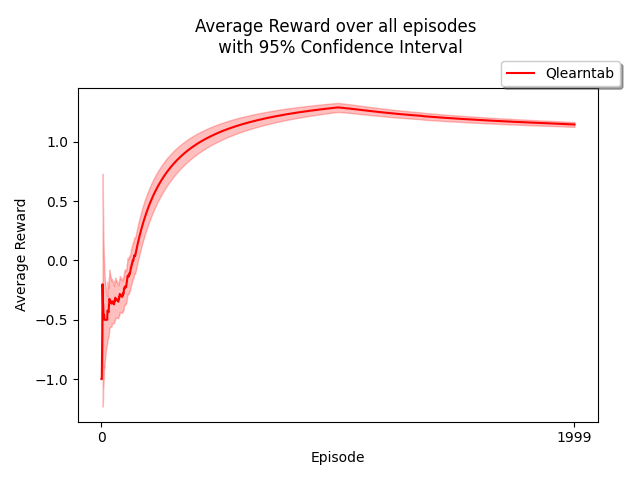 Average Reward over all episodes
with 95% Confidence Interval
Qlearntab
1.0
0.5
0.0
−0.5
−1.0
Average Reward
0
1999
Episode